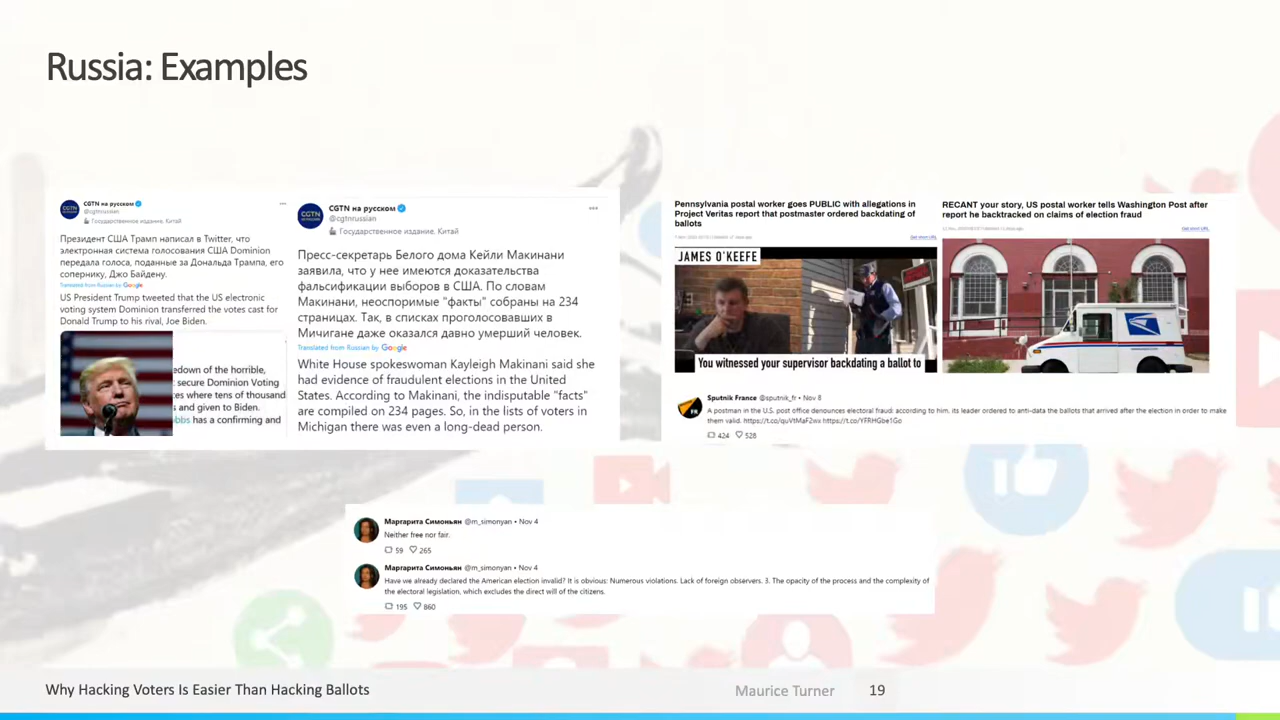 Russia: Examples
CGTN на русском
@cgtnrussian
Государственное издание, Китай
Президент США Трамп написал в Twitter, что
электронная система голосования США Dominion
передала голоса, поданные за Дональда Трампа, его
сопернику, Джо Байдену.
Translated from Russian by Google
US President Trump tweeted that the US electronic
voting system Dominion transferred the votes cast for
Donald Trump to his rival, Joe Biden.
edown of the horrible,
secure Dominion Voting
es where tens of thousand
s and given to Biden.
obbs has a confirming and
CGTN
CGTN на русском
@cgtnrussian
Государственное издание, Китай
Пресс-секретарь Белого дома Кейли Макинани
заявила, что у нее имеются доказательства
фальсификации выборов в США. По словам
Макинани, неоспоримые "факты" собраны на 234
страницах. Так, в списках проголосовавших в
Мичигане даже оказался давно умерший человек.
Translated from Russian by Google
White House spokeswoman Kayleigh Makinani said she
had evidence of fraudulent elections in the United
States. According to Makinani, the indisputable "facts"
are compiled on 234 pages. So, in the lists of voters in
Michigan there was even a long-dead person.
Pennsylvania postal worker goes PUBLIC with allegations in
Project Veritas report that postmaster ordered backdating of
ballots
Get short URL
JAMES O'KEEFE
You witnessed your supervisor backdating a ballot to
RECANT your story, US postal worker tells Washington Post after
report he backtracked on claims of election fraud
Get short URL
FR
Sputnik France @sputnik_fr • Nov 8
A postman in the U.S. post office denounces electoral fraud: according to him, its leader ordered to anti-data the ballots that arrived after the election in order to make
them valid. https://t.co/quVtMaF2wx https://t.co/YFRHGbe1Go
424 528
Маргарита Симоньян @m_simonyan • Nov 4
Neither free nor fair.
59 265
Маргарита Симоньян @m_simonyan • Nov 4
Have we already declared the American election invalid? It is obvious: Numerous violations. Lack of foreign observers. 3. The opacity of the process and the complexity of
the electoral legislation, which excludes the direct will of the citizens.
195 860
Why Hacking Voters Is Easier Than Hacking Ballots
Maurice Turner
19